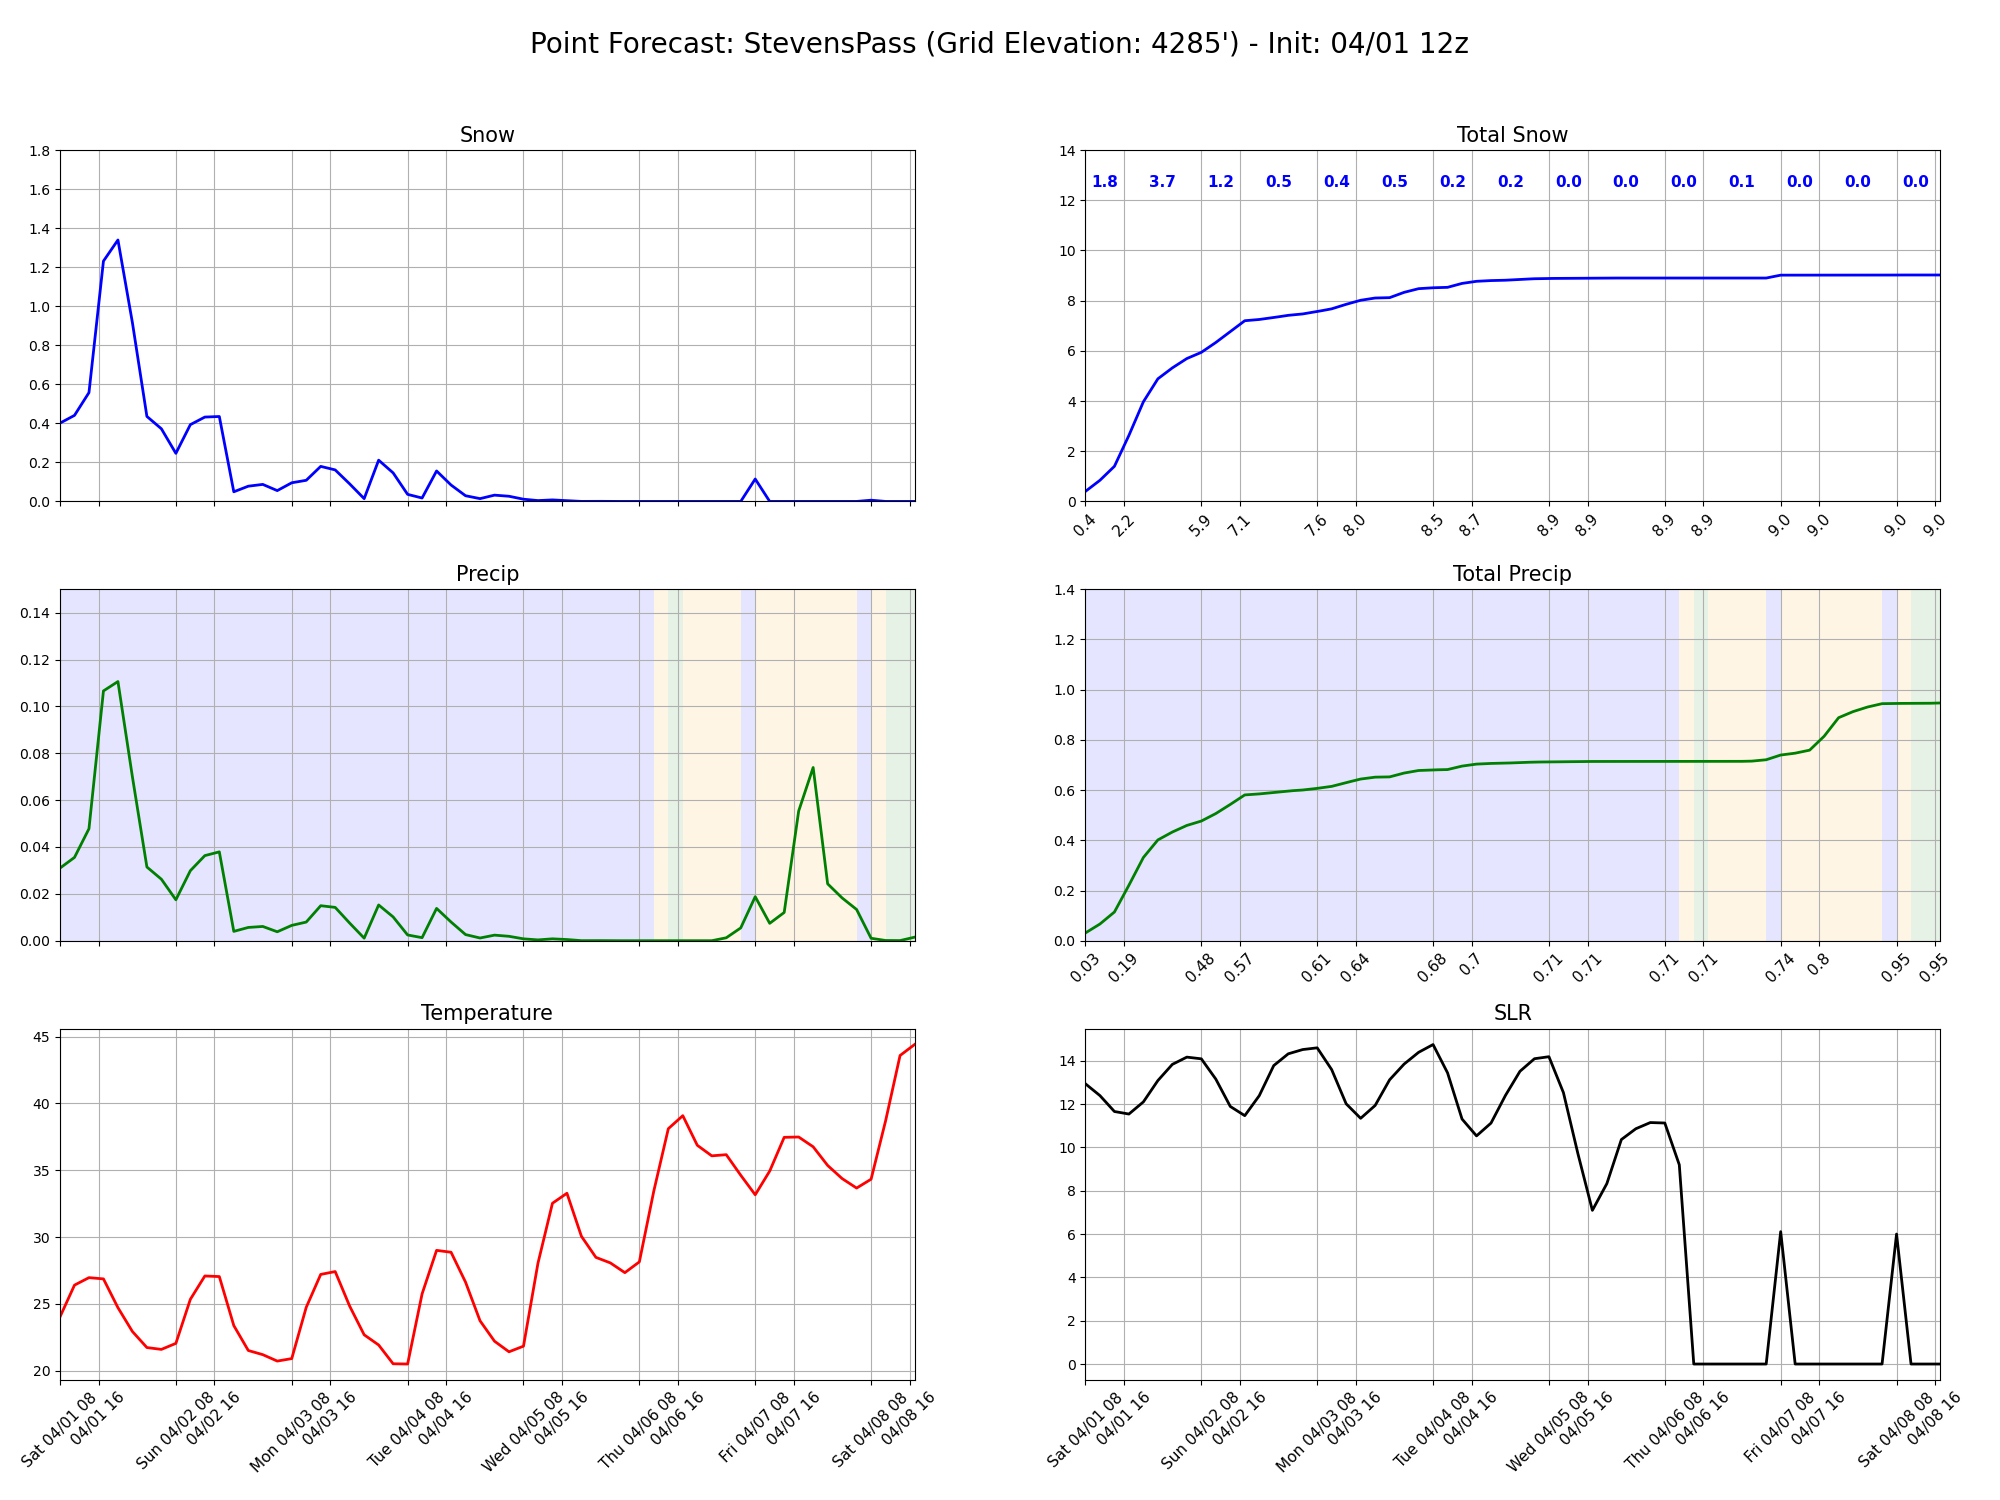 Point Forecast: StevensPass (Grid Elevation: 4285') - Init: 04/01 12z
Snow
1.8
1.6
1.4
1.2
1.0
0.8
0.6
0.4
0.2
0.0
Total Snow
14
12
10
8
6
4
2
0
1.8 3.7 1.2 0.5 0.4 0.5 0.2 0.2 0.0 0.0 0.0 0.1 0.0 0.0 0.0
0.4 2.2 5.9 7.1 7.6 8.0 8.5 8.7 8.9 8.9 8.9 8.9 9.0 9.0 9.0 9.0
Precip
0.14
0.12
0.10
0.08
0.06
0.04
0.02
0.00
Total Precip
1.4
1.2
1.0
0.8
0.6
0.4
0.2
0.0
0.03 0.19 0.48 0.57 0.61 0.64 0.68 0.7 0.71 0.71 0.71 0.71 0.74 0.8 0.95 0.95
Temperature
45
40
35
30
25
20
Sat 04/01 08
04/01 16
Sun 04/02 08
04/02 16
Mon 04/03 08
04/03 16
Tue 04/04 08
04/04 16
Wed 04/05 08
04/05 16
Thu 04/06 08
04/06 16
Fri 04/07 08
04/07 16
Sat 04/08 08
04/08 16
SLR
14
12
10
8
6
4
2
0
Sat 04/01 08
04/01 16
Sun 04/02 08
04/02 16
Mon 04/03 08
04/03 16
Tue 04/04 08
04/04 16
Wed 04/05 08
04/05 16
Thu 04/06 08
04/06 16
Fri 04/07 08
04/07 16
Sat 04/08 08
04/08 16